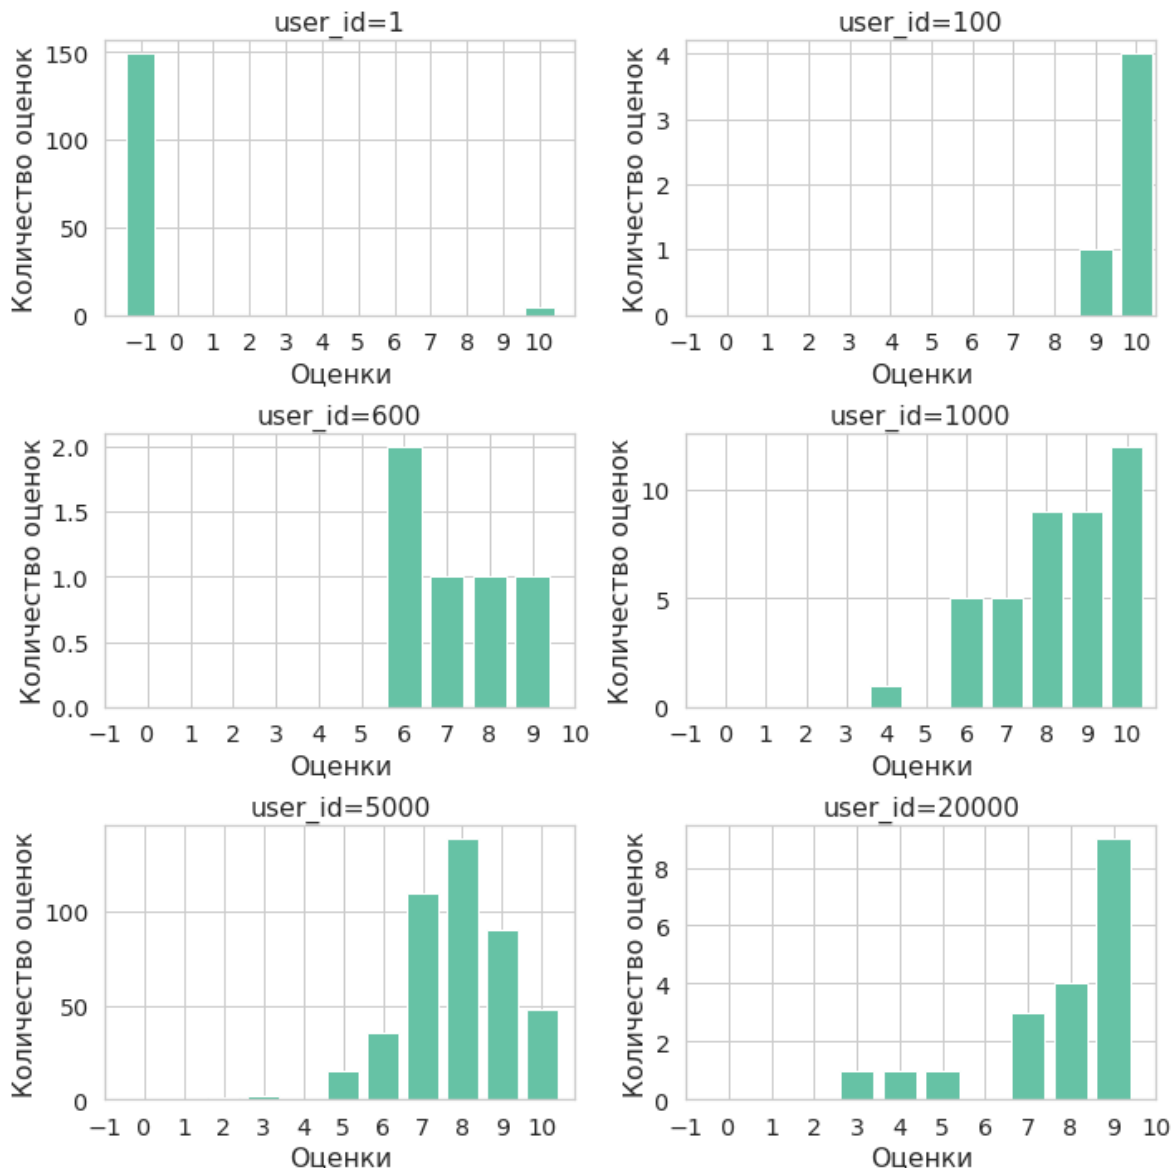 user_id=1
Количество оценок
150
100
50
0
−1 0 1 2 3 4 5 6 7 8 9 10
Оценки
user_id=100
Количество оценок
4
3
2
1
0
−1 0 1 2 3 4 5 6 7 8 9 10
Оценки
user_id=600
Количество оценок
2.0
1.5
1.0
0.5
0.0
−1 0 1 2 3 4 5 6 7 8 9 10
Оценки
user_id=1000
Количество оценок
10
5
0
−1 0 1 2 3 4 5 6 7 8 9 10
Оценки
user_id=5000
Количество оценок
100
50
0
−1 0 1 2 3 4 5 6 7 8 9 10
Оценки
user_id=20000
Количество оценок
8
6
4
2
0
−1 0 1 2 3 4 5 6 7 8 9 10
Оценки